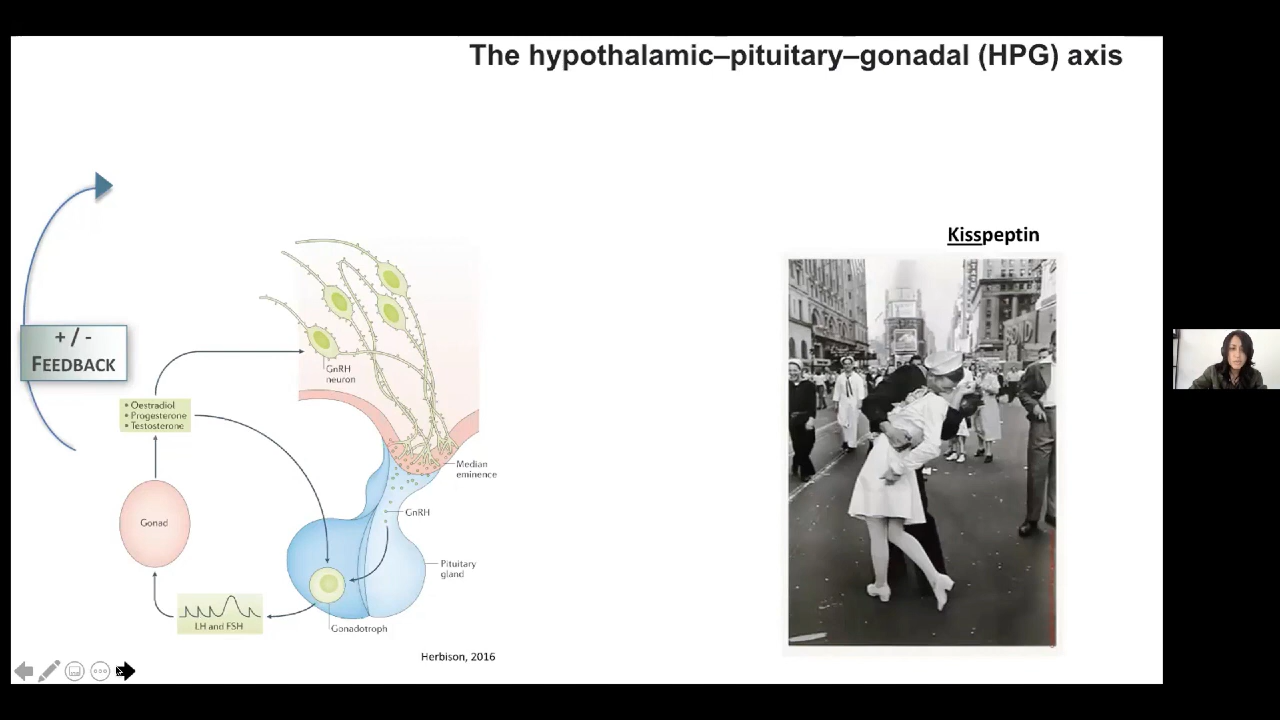 The hypothalamic–pituitary–gonadal (HPG) axis
Kisspeptin
+ / -
FEEDBACK
GnRH
neuron
• Oestradiol
• Progesterone
• Testosterone
Median
eminence
GnRH
Gonad
Pituitary
gland
LH and FSH
Gonadotroph
Herbison, 2016